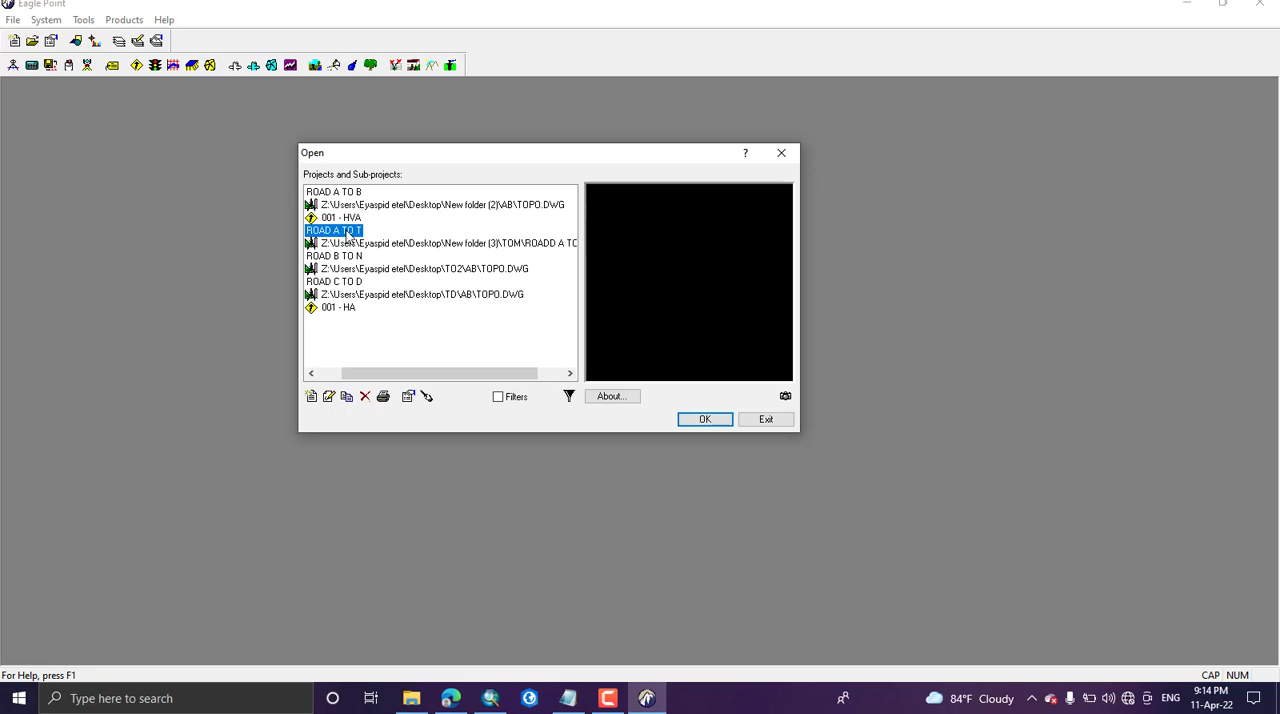 Eagle Point
File System Tools Products Help
Open
?
Projects and Sub-projects:
ROAD A TO B
Z:\Users\Eyaspid etel\Desktop\New folder (2)\AB\TOPO.DWG
001 - HVA
ROAD A TO T
Z:\Users\Eyaspid etel\Desktop\New folder (3)\TOM\ROADD A TO
ROAD B TO N
Z:\Users\Eyaspid etel\Desktop\TO2\AB\TOPO.DWG
ROAD C TO D
Z:\Users\Eyaspid etel\Desktop\TD\AB\TOPO.DWG
001 - HA
Filters
About...
OK Exit
For Help, press F1
CAP NUM
Type here to search
84°F Cloudy
ENG
9:14 PM
11-Apr-22